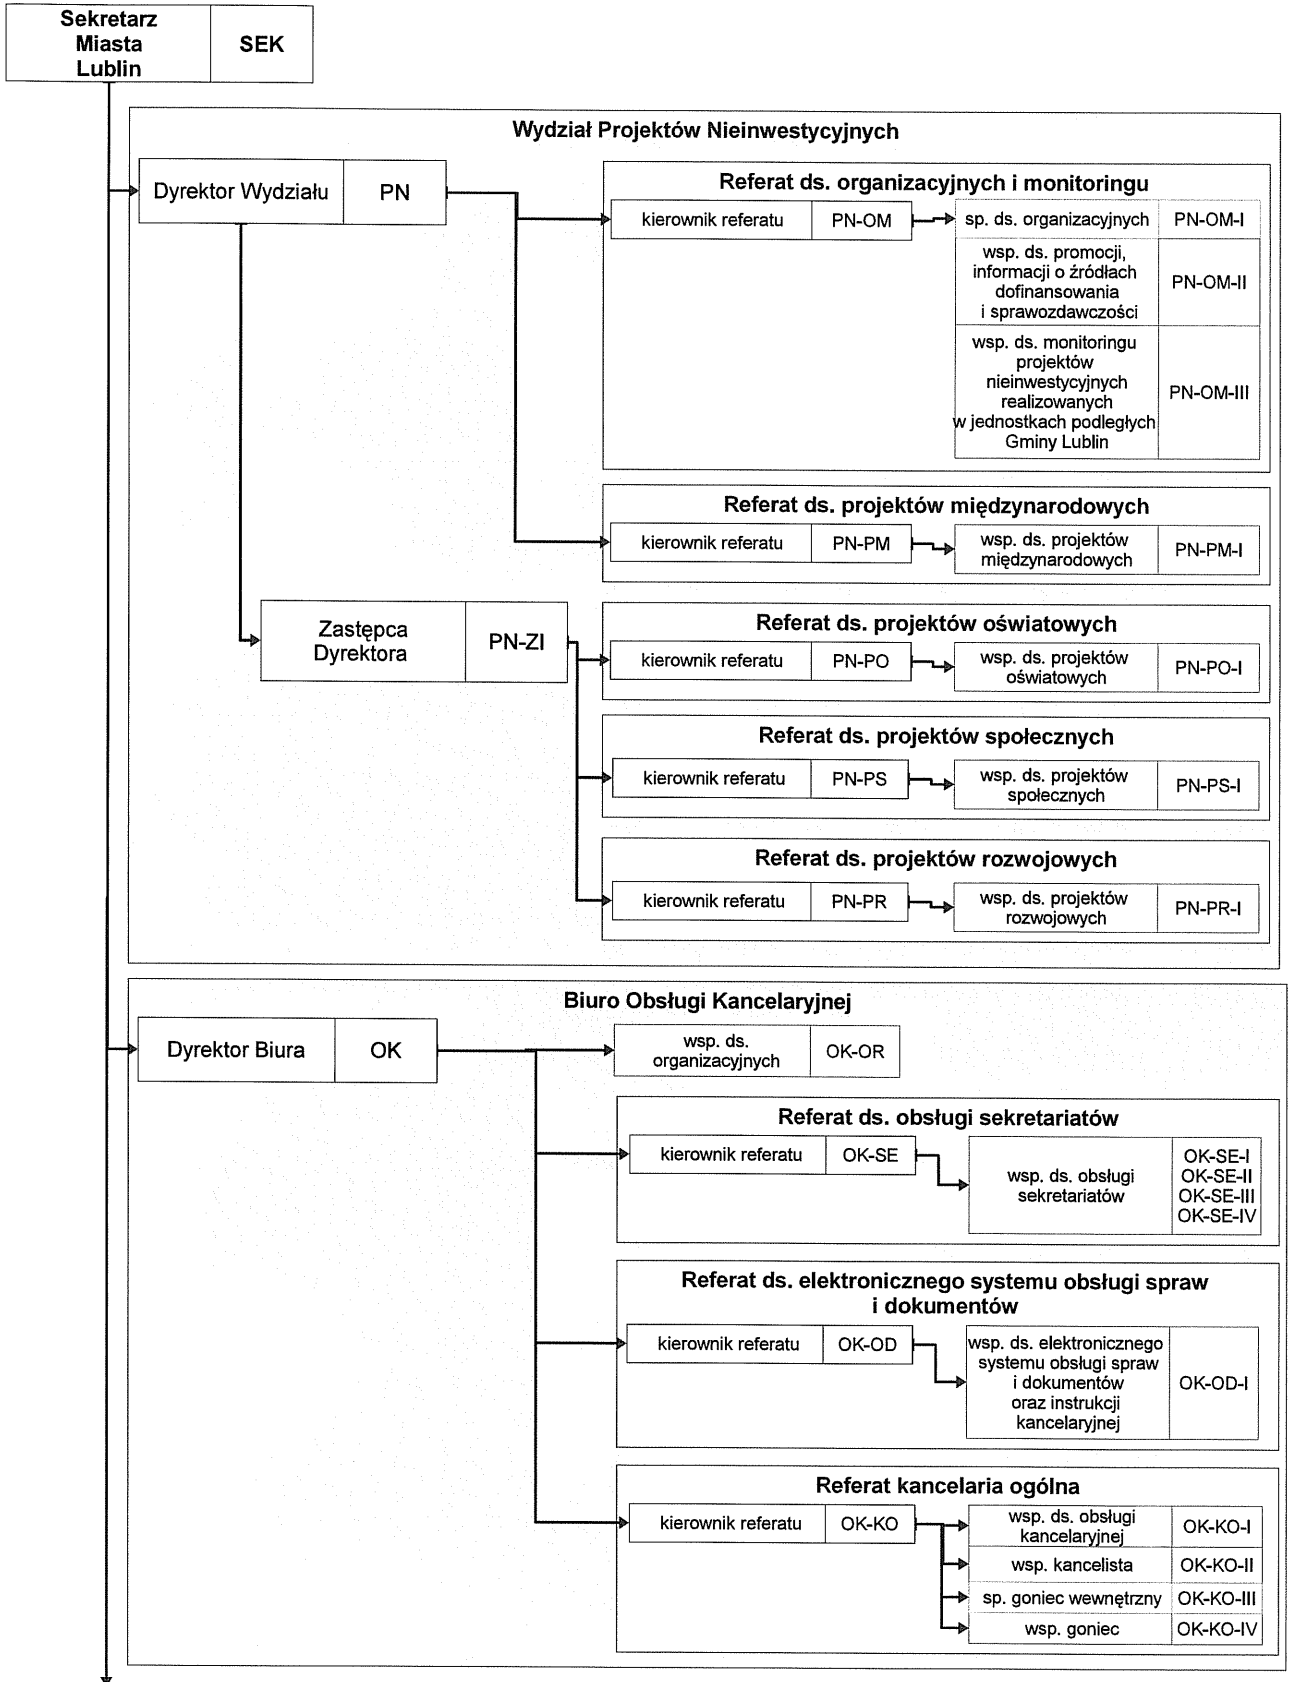 Sekretarz
Miasta
Lublin
SEK
Wydział Projektów Nieinwestycyjnych
Dyrektor Wydziału
PN
Referat ds. organizacyjnych i monitoringu
kierownik referatu
PN-OM
sp. ds. organizacyjnych
PN-OM-I
wsp. ds. promocji,
informacji o źródłach
dofinansowania
i sprawozdawczości
PN-OM-II
wsp. ds. monitoringu
projektów
nieinwestycyjnych
realizowanych
w jednostkach podległych
Gminy Lublin
PN-OM-III
Referat ds. projektów międzynarodowych
kierownik referatu
PN-PM
wsp. ds. projektów
międzynarodowych
PN-PM-I
Zastępca
Dyrektora
PN-ZI
Referat ds. projektów oświatowych
kierownik referatu
PN-PO
wsp. ds. projektów
oświatowych
PN-PO-I
Referat ds. projektów społecznych
kierownik referatu
PN-PS
wsp. ds. projektów
społecznych
PN-PS-I
Referat ds. projektów rozwojowych
kierownik referatu
PN-PR
wsp. ds. projektów
rozwojowych
PN-PR-I
Biuro Obsługi Kancelaryjnej
Dyrektor Biura
OK
wsp. ds.
organizacyjnych
OK-OR
Referat ds. obsługi sekretariatów
kierownik referatu
OK-SE
wsp. ds. obsługi
sekretariatów
OK-SE-I
OK-SE-II
OK-SE-III
OK-SE-IV
Referat ds. elektronicznego systemu obsługi spraw
i dokumentów
kierownik referatu
OK-OD
wsp. ds. elektronicznego
systemu obsługi spraw
i dokumentów
oraz instrukcji
kancelaryjnej
OK-OD-I
Referat kancelaria ogólna
kierownik referatu
OK-KO
wsp. ds. obsługi
kancelaryjnej
OK-KO-I
wsp. kancelista
OK-KO-II
sp. goniec wewnętrzny
OK-KO-III
wsp. goniec
OK-KO-IV